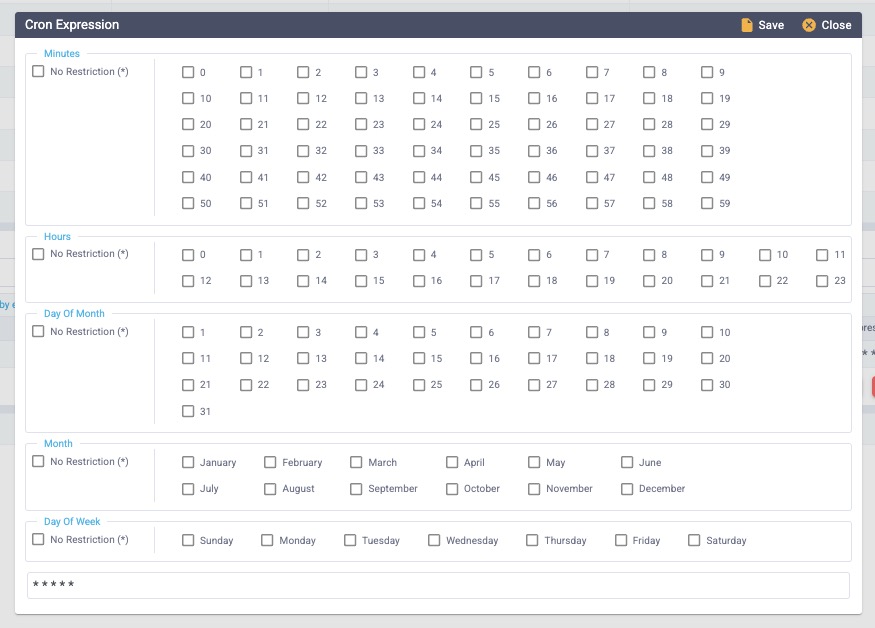 Cron Expression Save Close
Minutes
No Restriction (*) 0 1 2 3 4 5 6 7 8 9
10 11 12 13 14 15 16 17 18 19
20 21 22 23 24 25 26 27 28 29
30 31 32 33 34 35 36 37 38 39
40 41 42 43 44 45 46 47 48 49
50 51 52 53 54 55 56 57 58 59
Hours
No Restriction (*) 0 1 2 3 4 5 6 7 8 9 10 11
12 13 14 15 16 17 18 19 20 21 22 23
by e
Day Of Month
No Restriction (*) 1 2 3 4 5 6 7 8 9 10
11 12 13 14 15 16 17 18 19 20
21 22 23 24 25 26 27 28 29 30
31
Month
No Restriction (*) January February March April May June
July August September October November December
Day Of Week
No Restriction (*) Sunday Monday Tuesday Wednesday Thursday Friday Saturday
* * * * *